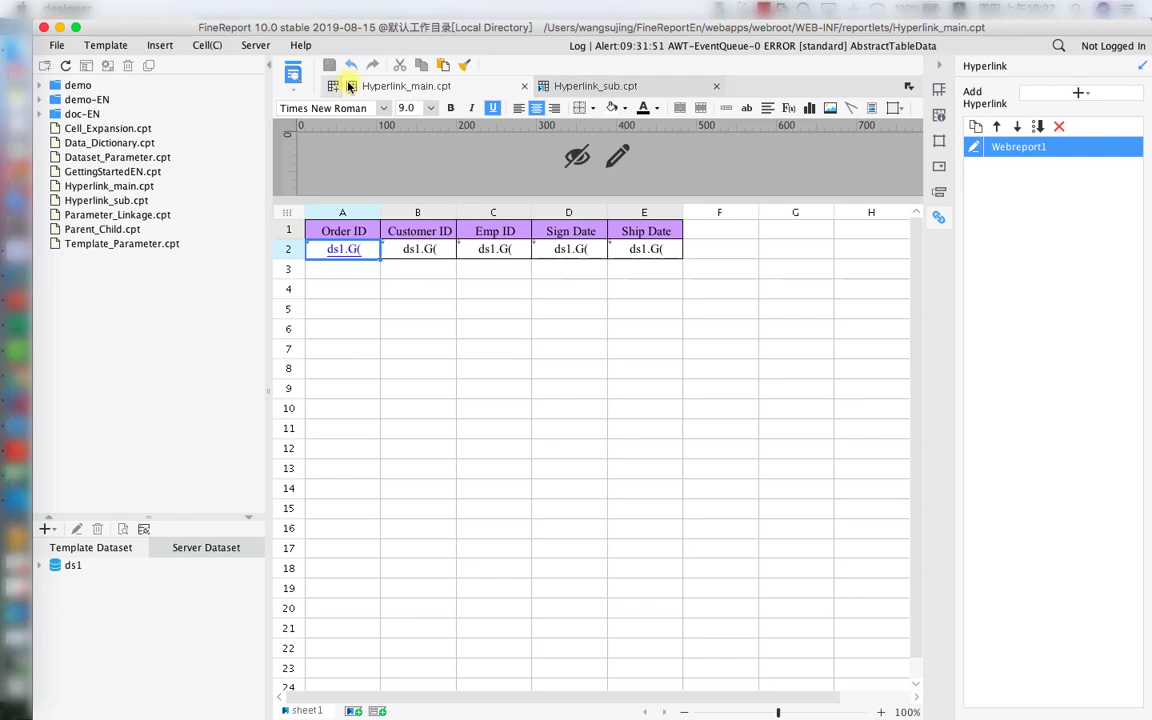 designer
100%
10:27
FineReport 10.0 stable 2019-08-15 @默认工作目录[Local Directory] /Users/wangsujing/FineReportEn/webapps/webroot/WEB-INF/reportlets/Hyperlink_main.cpt
File Template Insert Cell(C) Server Help Log | Alert:09:31:51 AWT-EventQueue-0 ERROR [standard] AbstractTableData Not Logged In
Hyperlink_main.cpt Hyperlink_sub.cpt
Times New Roman 9.0 B I U A F(x) ab
Hyperlink
Add Hyperlink
Webreport1
demo
demo-EN
doc-EN
Cell_Expansion.cpt
Data_Dictionary.cpt
Dataset_Parameter.cpt
GettingStartedEN.cpt
Hyperlink_main.cpt
Hyperlink_sub.cpt
Parameter_Linkage.cpt
Parent_Child.cpt
Template_Parameter.cpt
Template Dataset Server Dataset
ds1
0 100 200 300 400 500 600 700
0
A B C D E F G H
1 Order ID Customer ID Emp ID Sign Date Ship Date
2 ds1.G( ds1.G( ds1.G( ds1.G( ds1.G(
3
4
5
6
7
8
9
10
11
12
13
14
15
16
17
18
19
20
21
22
23
24
sheet1 100%